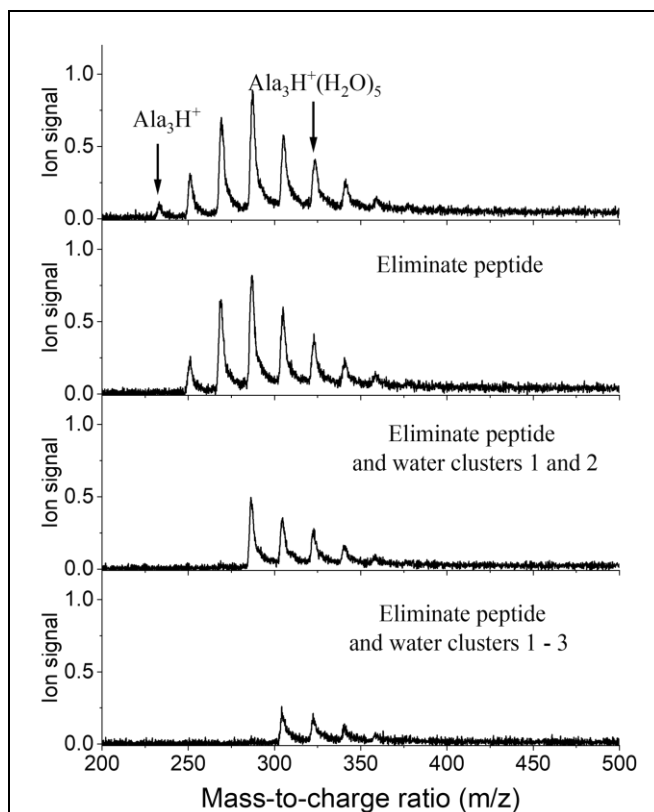 1.0
Ala₃H⁺(H₂O)₅
Ala₃H⁺
0.5
0.0
Ion signal
1.0
Eliminate peptide
0.5
0.0
Ion signal
1.0
Eliminate peptide
and water clusters 1 and 2
0.5
0.0
Ion signal
1.0
Eliminate peptide
and water clusters 1 - 3
0.5
0.0
Ion signal
200 250 300 350 400 450 500
Mass-to-charge ratio (m/z)